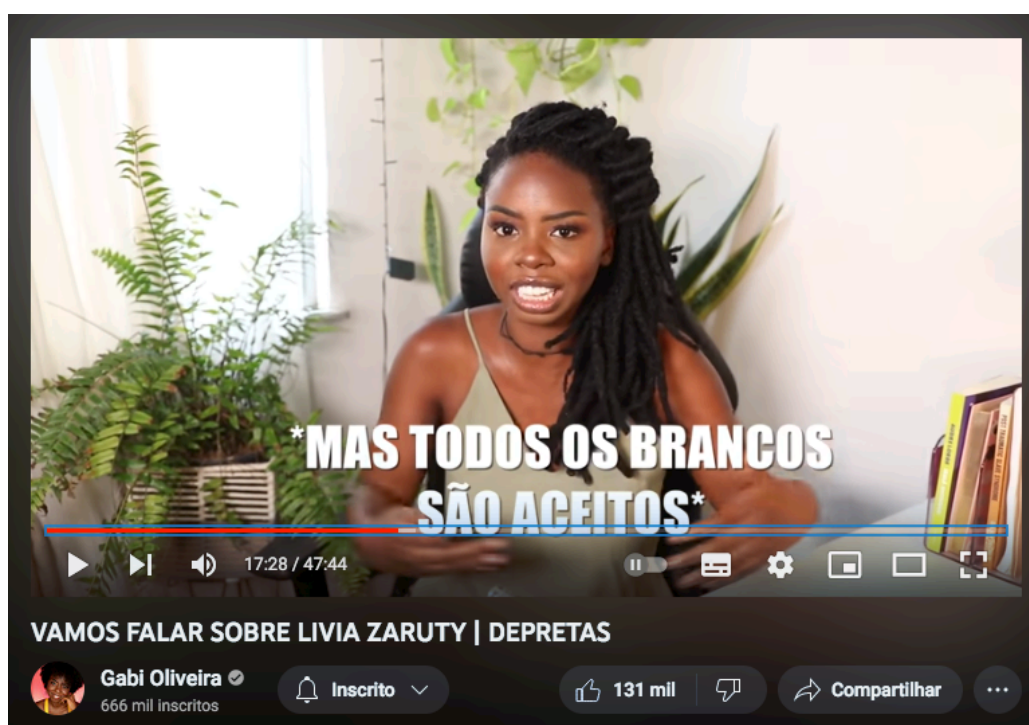 *MAS TODOS OS BRANCOS
SÃO ACEITOS*
17:28 / 47:44
VAMOS FALAR SOBRE LIVIA ZARUTY | DEPRETAS
Gabi Oliveira
666 mil inscritos
Inscrito
131 mil
Compartilhar